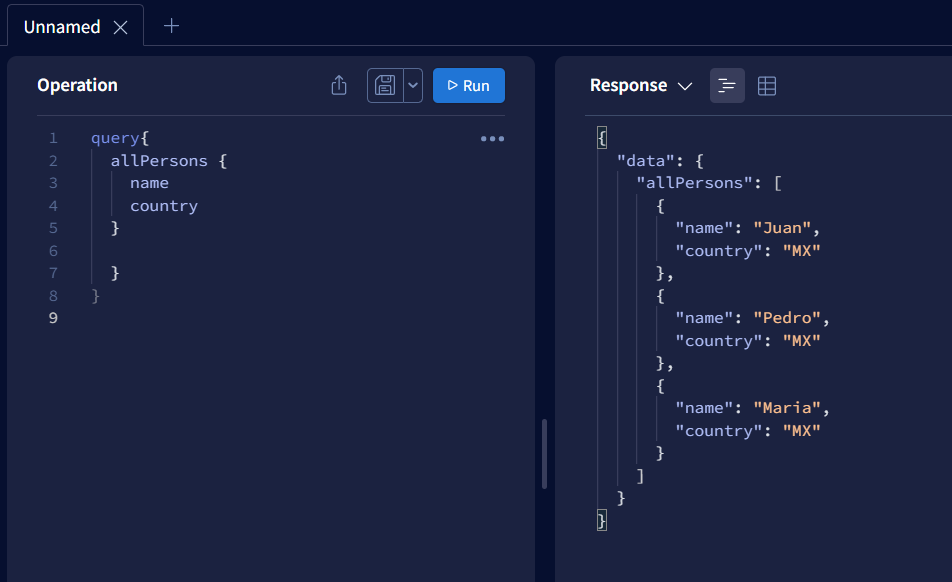 Unnamed
Operation
Run
1 query{
2 allPersons {
3 name
4 country
5 }
6
7 }
8 }
9
Response
{
"data": {
"allPersons": [
{
"name": "Juan",
"country": "MX"
},
{
"name": "Pedro",
"country": "MX"
},
{
"name": "Maria",
"country": "MX"
}
]
}
}